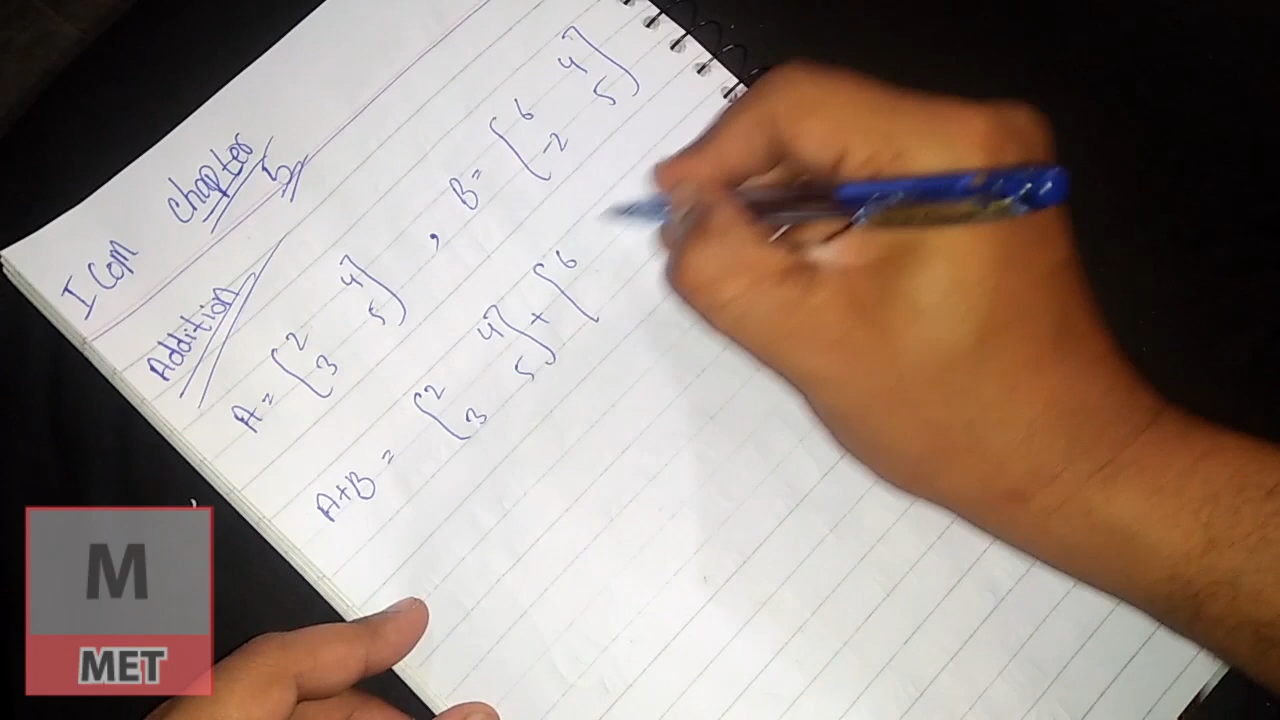 I Com Chapter 5
Addition
A = [2 4
3 5] , B = [6 4
-2 5]
A+B = [2 4
3 5] + [6
M
MET